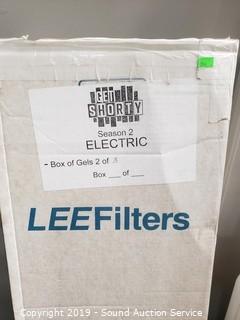 GET
SHORTY
Season 2
ELECTRIC
- Box of Gels 2 of 3
Box ___ of ___
LEEFilters
Copyright 2019 - Sound Auction Service